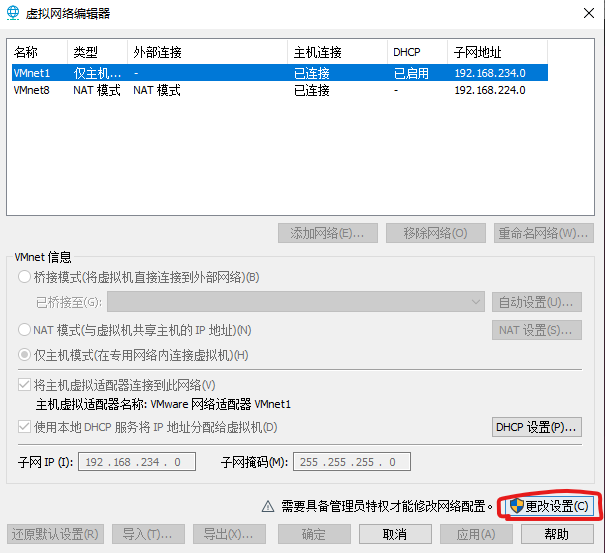 虚拟网络编辑器
名称 类型 外部连接 主机连接 DHCP 子网地址
VMnet1 仅主机... - 已连接 已启用 192.168.234.0
VMnet8 NAT 模式 NAT 模式 已连接 - 192.168.224.0
添加网络(E)... 移除网络(O) 重命名网络(W)...
VMnet 信息
桥接模式(将虚拟机直接连接到外部网络)(B)
已桥接至(G): 自动设置(U)...
NAT 模式(与虚拟机共享主机的 IP 地址)(N) NAT 设置(S)...
仅主机模式(在专用网络内连接虚拟机)(H)
将主机虚拟适配器连接到此网络(V)
主机虚拟适配器名称: VMware 网络适配器 VMnet1
使用本地 DHCP 服务将 IP 地址分配给虚拟机(D) DHCP 设置(P)...
子网 IP (I): 192 .168 .234 . 0 子网掩码(M): 255 .255 .255 . 0
需要具备管理员特权才能修改网络配置。 更改设置(C)
还原默认设置(R) 导入(T)... 导出(X)... 确定 取消 应用(A) 帮助